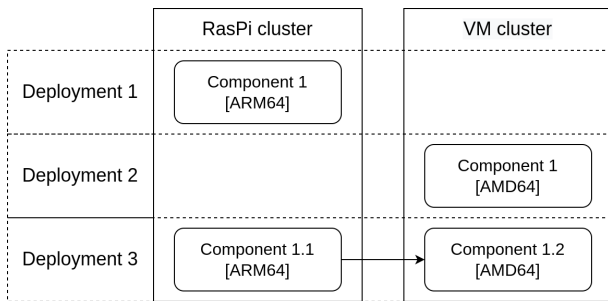 RasPi cluster
VM cluster
Deployment 1
Component 1
[ARM64]
Deployment 2
Component 1
[AMD64]
Deployment 3
Component 1.1
[ARM64]
Component 1.2
[AMD64]